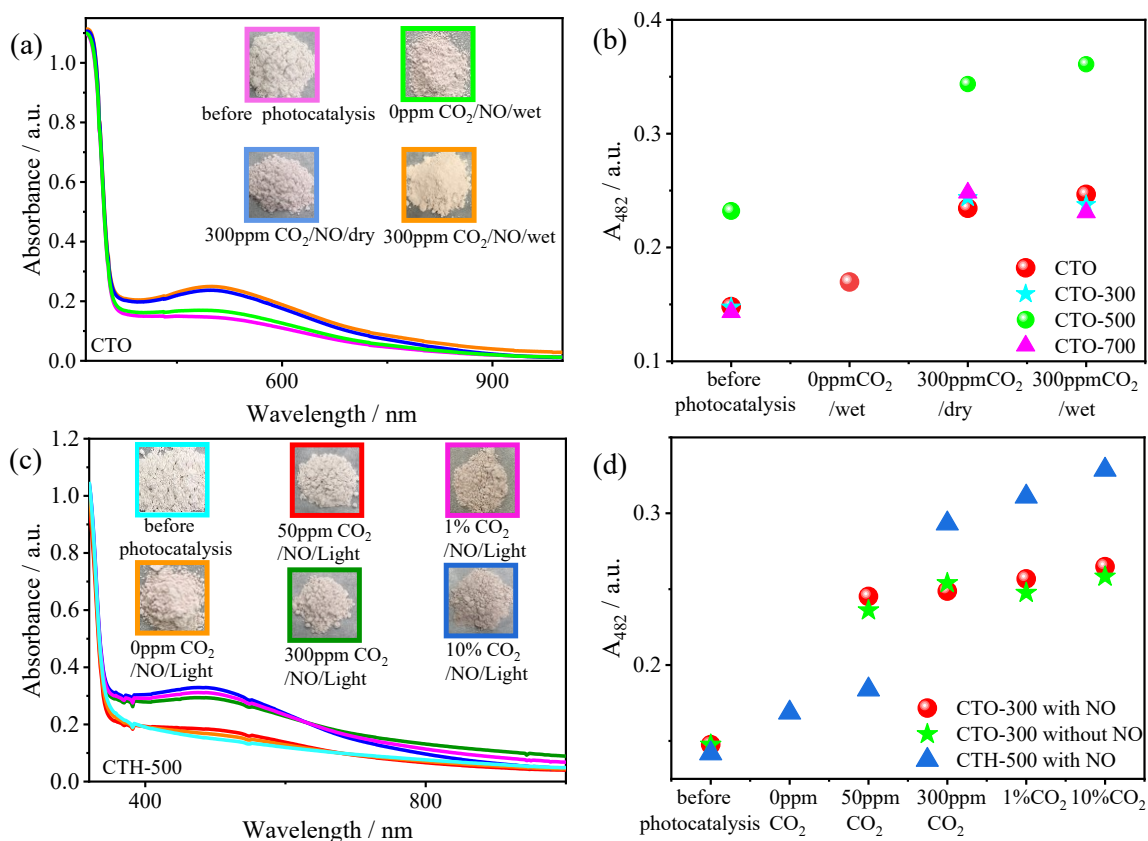 (a)
Absorbance / a.u.
1.0
0.8
0.6
0.4
0.2
0.0
before photocatalysis
0ppm CO₂/NO/wet
300ppm CO₂/NO/dry
300ppm CO₂/NO/wet
CTO
600
900
Wavelength / nm
(b)
A₄₈₂ / a.u.
0.4
0.3
0.2
0.1
CTO
CTO-300
CTO-500
CTO-700
before
photocatalysis
0ppmCO₂
/wet
300ppmCO₂
/dry
300ppmCO₂
/wet
(c)
Absorbance / a.u.
1.2
1.0
0.8
0.6
0.4
0.2
0.0
before
photocatalysis
50ppm CO₂
/NO/Light
1% CO₂
/NO/Light
0ppm CO₂
/NO/Light
300ppm CO₂
/NO/Light
10% CO₂
/NO/Light
CTH-500
400
800
Wavelength / nm
(d)
A₄₈₂ / a.u.
0.3
0.2
CTO-300 with NO
CTO-300 without NO
CTH-500 with NO
before
photocatalysis
0ppm
CO₂
50ppm
CO₂
300ppm
CO₂
1%CO₂
10%CO₂